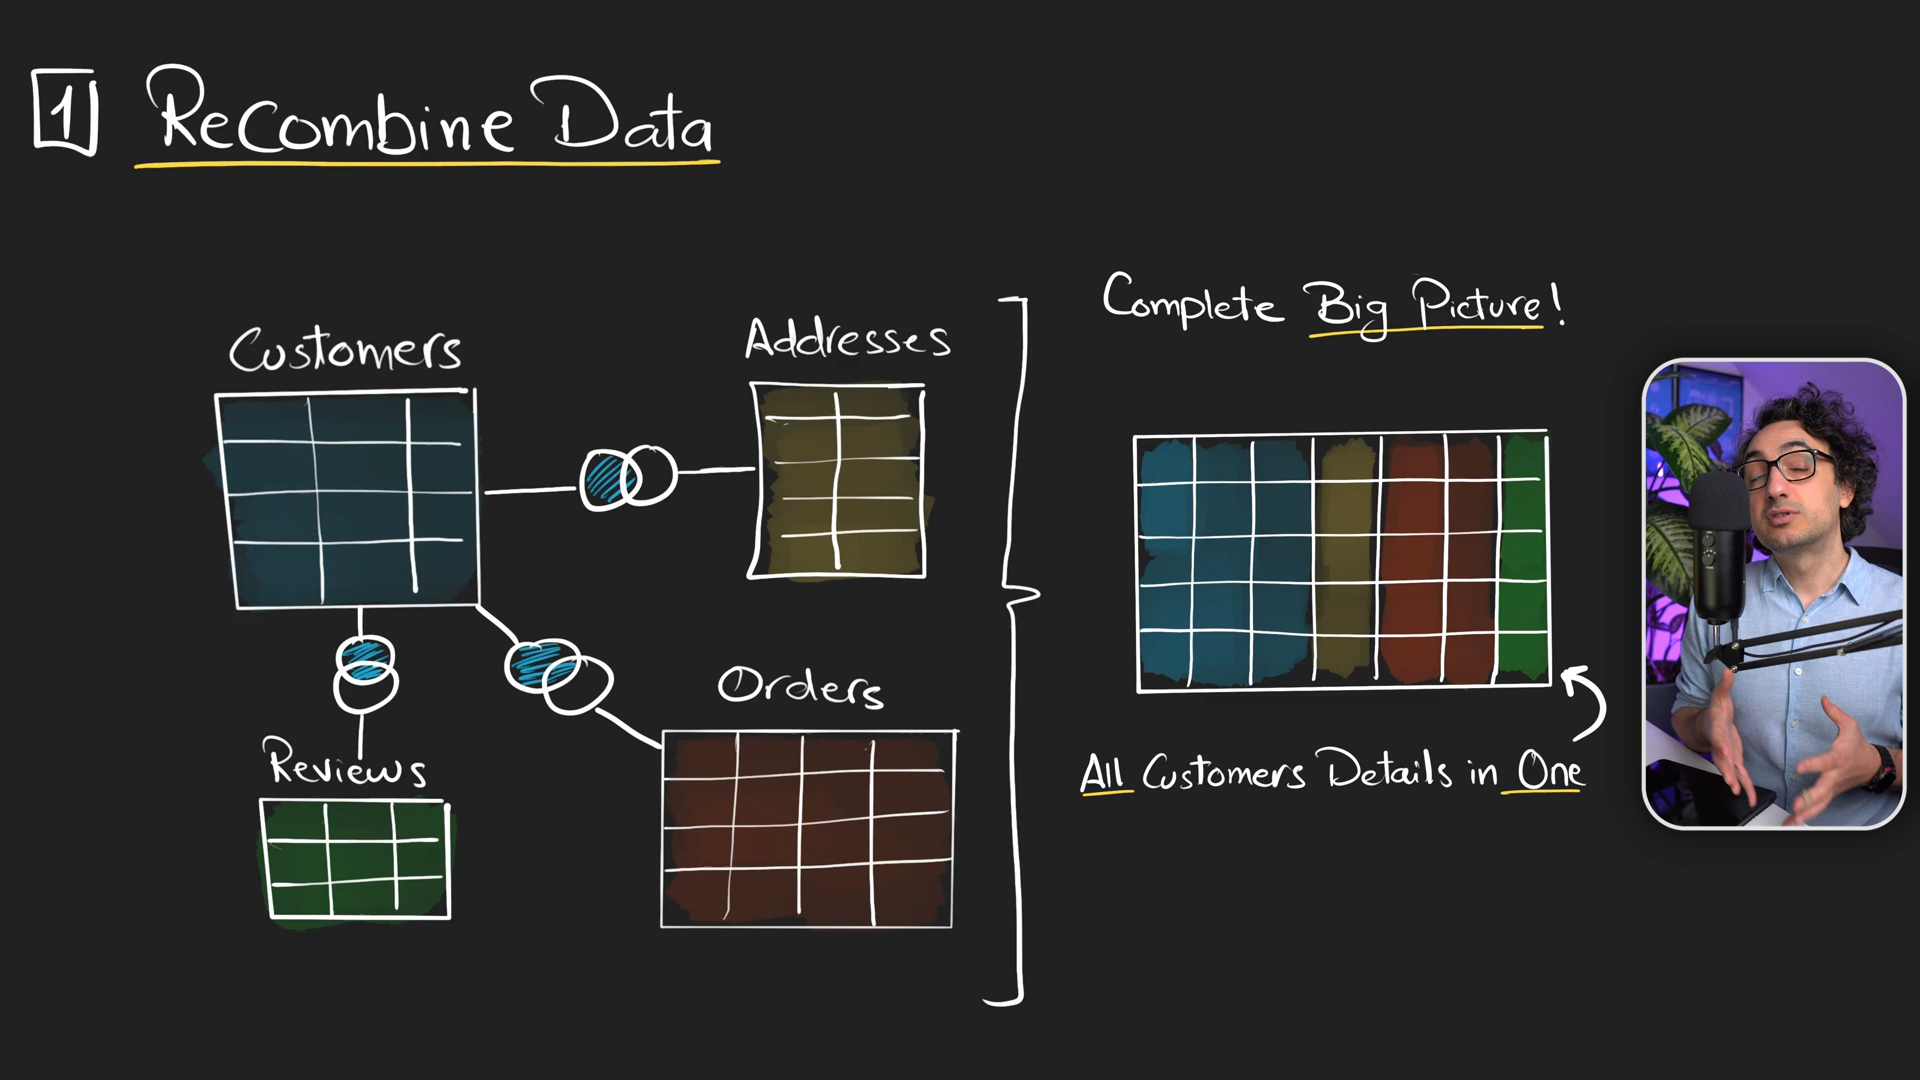 1 Recombine Data
Customers
Addresses
Reviews
Orders
Complete Big Picture!
All Customers Details in One